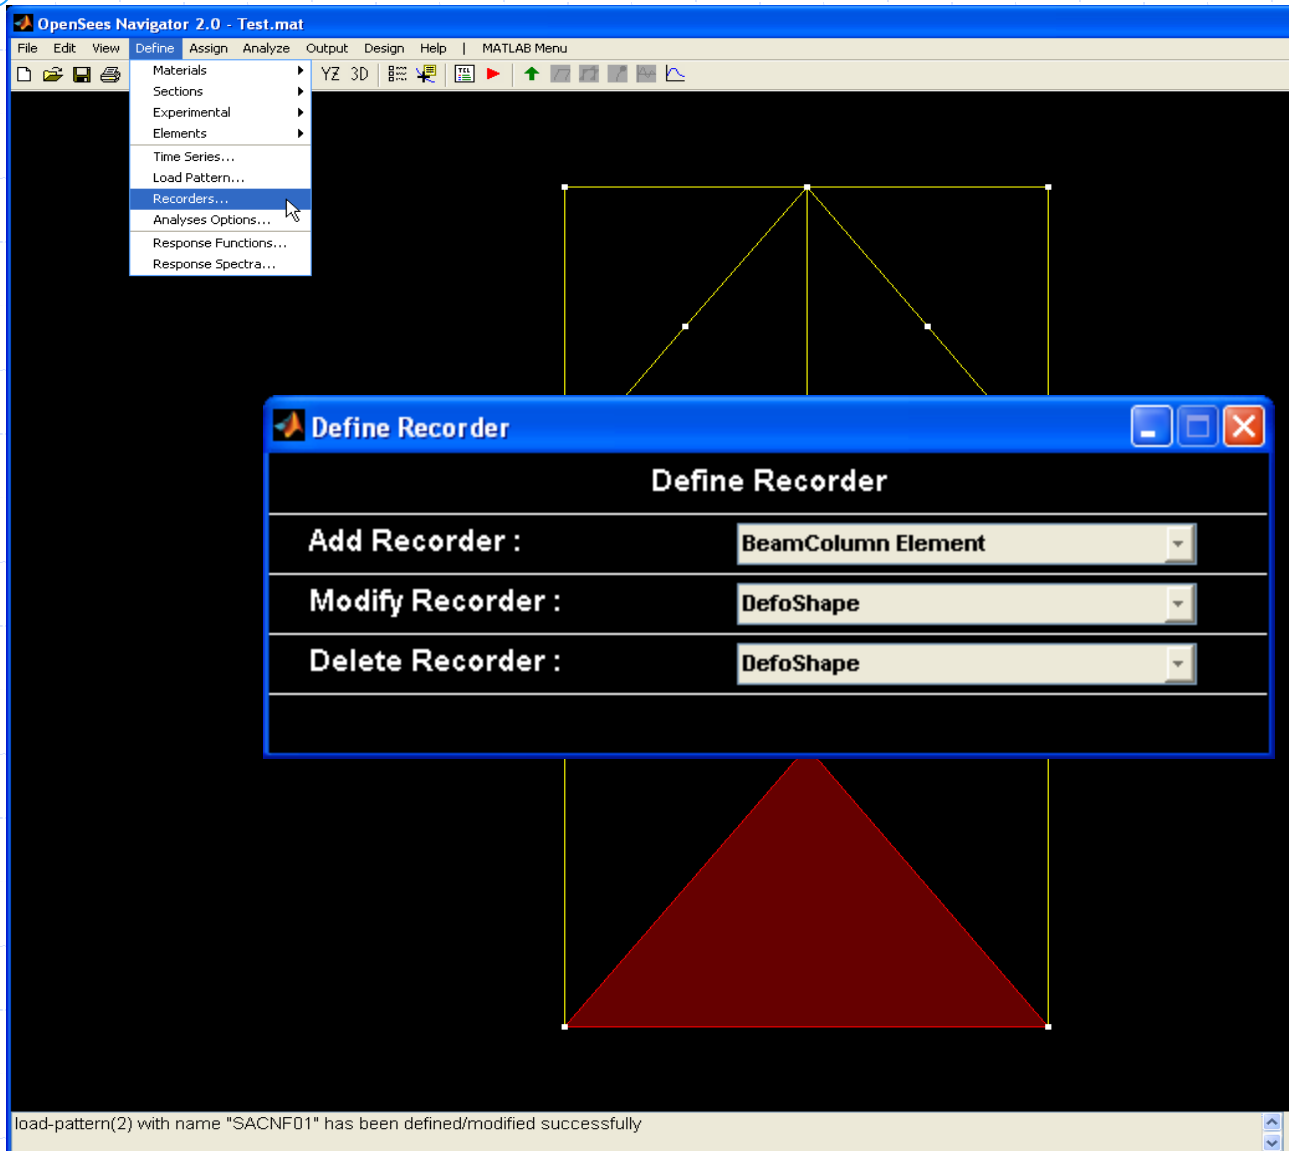 OpenSees Navigator 2.0 - Test.mat
File Edit View Define Assign Analyze Output Design Help | MATLAB Menu
YZ 3D TCL
Materials
Sections
Experimental
Elements
Time Series...
Load Pattern...
Recorders...
Analyses Options...
Response Functions...
Response Spectra...
Define Recorder
Define Recorder
Add Recorder : BeamColumn Element
Modify Recorder : DefoShape
Delete Recorder : DefoShape
load-pattern(2) with name "SACNF01" has been defined/modified successfully